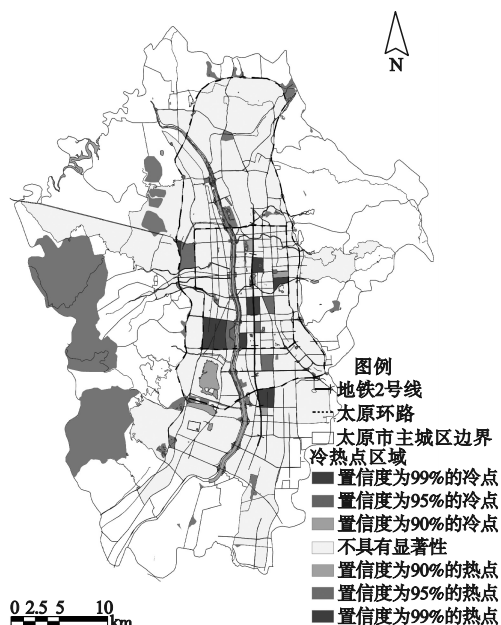 N
图例
地铁2号线
太原环路
太原市主城区边界
冷热点区域
置信度为99%的冷点
置信度为95%的冷点
置信度为90%的冷点
不具有显著性
置信度为90%的热点
置信度为95%的热点
置信度为99%的热点
0 2.5 5 10
km